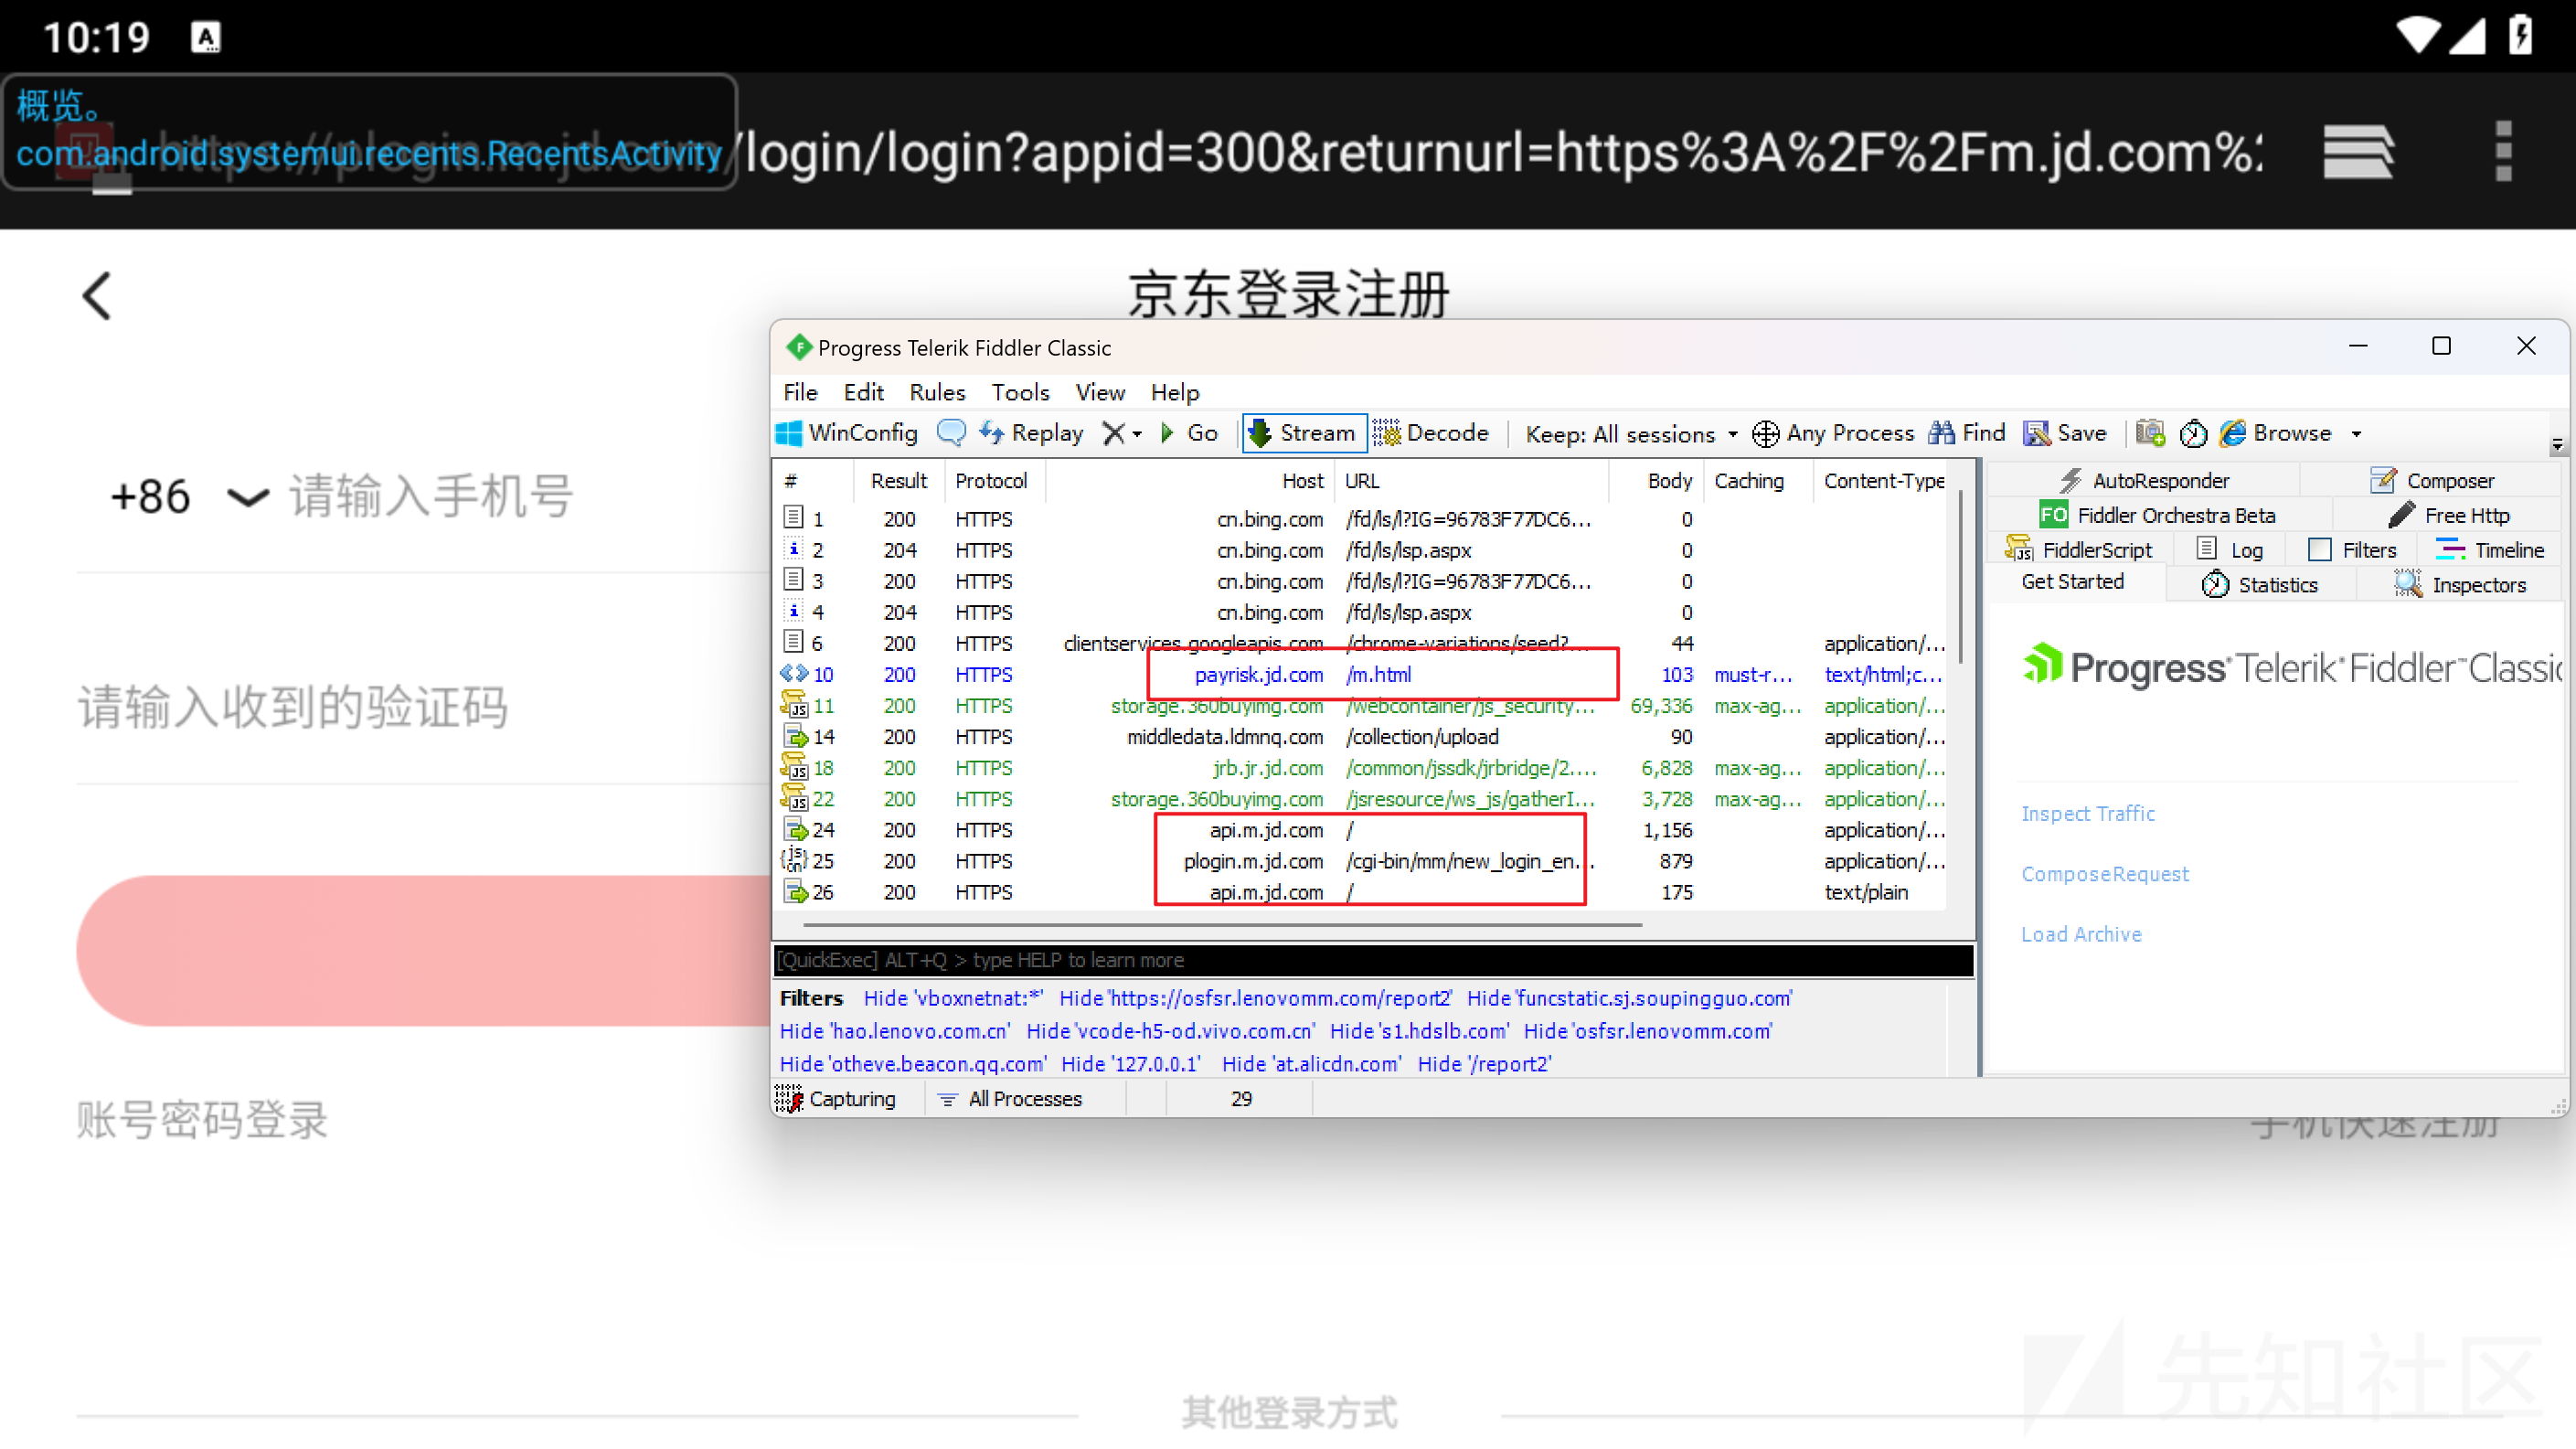 10:19
概览。
com.android.systemui.recents.RecentsActivity
https://plogin.m.jd.com/login/login?appid=300&returnurl=https%3A%2F%2Fm.jd.com%2
京东登录注册
+86 请输入手机号
请输入收到的验证码
账号密码登录
手机快速注册
其他登录方式
Progress Telerik Fiddler Classic
File Edit Rules Tools View Help
WinConfig Replay Go Stream Decode Keep: All sessions Any Process Find Save Browse
# Result Protocol Host URL Body Caching Content-Type
1 200 HTTPS cn.bing.com /fd/ls/l?IG=96783F77DC6... 0
2 204 HTTPS cn.bing.com /fd/ls/lsp.aspx 0
3 200 HTTPS cn.bing.com /fd/ls/l?IG=96783F77DC6... 0
4 204 HTTPS cn.bing.com /fd/ls/lsp.aspx 0
6 200 HTTPS clientservices.googleapis.com /chrome-variations/seed?... 44 application/...
10 200 HTTPS payrisk.jd.com /m.html 103 must-r... text/html;c...
11 200 HTTPS storage.360buyimg.com /webcontainer/js_security... 69,336 max-ag... application/...
14 200 HTTPS middledata.ldmnq.com /collection/upload 90 application/...
18 200 HTTPS jrb.jr.jd.com /common/jssdk/jrbridge/2.... 6,828 max-ag... application/...
22 200 HTTPS storage.360buyimg.com /jsresource/ws_js/gatherI... 3,728 max-ag... application/...
24 200 HTTPS api.m.jd.com / 1,156 application/...
25 200 HTTPS plogin.m.jd.com /cgi-bin/mm/new_login_en... 879 application/...
26 200 HTTPS api.m.jd.com / 175 text/plain
[QuickExec] ALT+Q > type HELP to learn more
Filters Hide 'vboxnetnat:*' Hide 'https://osfsr.lenovomm.com/report2' Hide 'funcstatic.sj.soupingguo.com'
Hide 'hao.lenovo.com.cn' Hide 'vcode-h5-od.vivo.com.cn' Hide 's1.hdslb.com' Hide 'osfsr.lenovomm.com'
Hide 'otheve.beacon.qq.com' Hide '127.0.0.1' Hide 'at.alicdn.com' Hide '/report2'
Capturing All Processes 29
AutoResponder Composer
FO Fiddler Orchestra Beta Free Http
FiddlerScript Log Filters Timeline
Get Started Statistics Inspectors
Progress Telerik Fiddler Classic
Inspect Traffic
ComposeRequest
Load Archive
先知社区